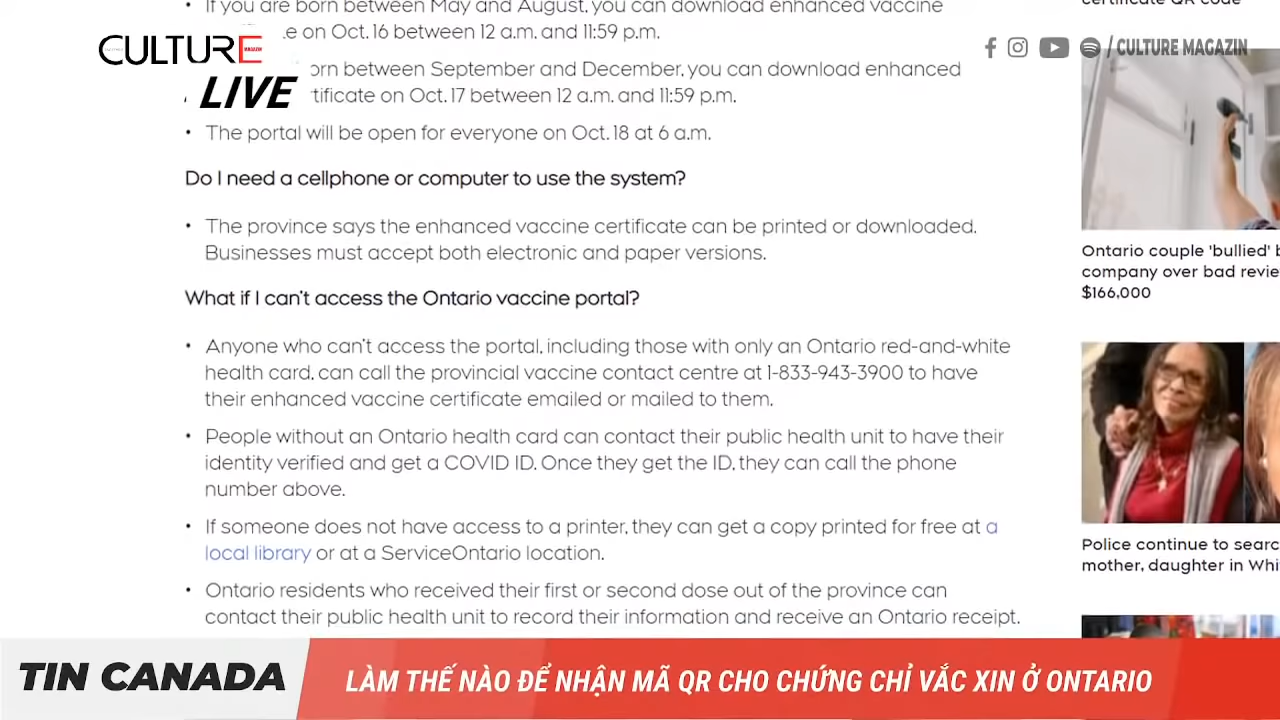 If you are born between May and August, you can download enhanced vaccine
e on Oct. 16 between 12 a.m. and 11:59 p.m.
orn between September and December, you can download enhanced
tificate on Oct. 17 between 12 a.m. and 11:59 p.m.
• The portal will be open for everyone on Oct. 18 at 6 a.m.
Do I need a cellphone or computer to use the system?
• The province says the enhanced vaccine certificate can be printed or downloaded.
Businesses must accept both electronic and paper versions.
What if I can't access the Ontario vaccine portal?
• Anyone who can't access the portal, including those with only an Ontario red-and-white
health card, can call the provincial vaccine contact centre at 1-833-943-3900 to have
their enhanced vaccine certificate emailed or mailed to them.
• People without an Ontario health card can contact their public health unit to have their
identity verified and get a COVID ID. Once they get the ID, they can call the phone
number above.
• If someone does not have access to a printer, they can get a copy printed for free at a
local library or at a ServiceOntario location.
• Ontario residents who received their first or second dose out of the province can
contact their public health unit to record their information and receive an Ontario receipt.
CULTURE
LIVE
/ CULTURE MAGAZIN
certificate QR code
Ontario couple 'bullied' b
company over bad revie
$166,000
Police continue to searc
mother, daughter in Whi
TIN CANADA
LÀM THẾ NÀO ĐỂ NHẬN MÃ QR CHO CHỨNG CHỈ VẮC XIN Ở ONTARIO